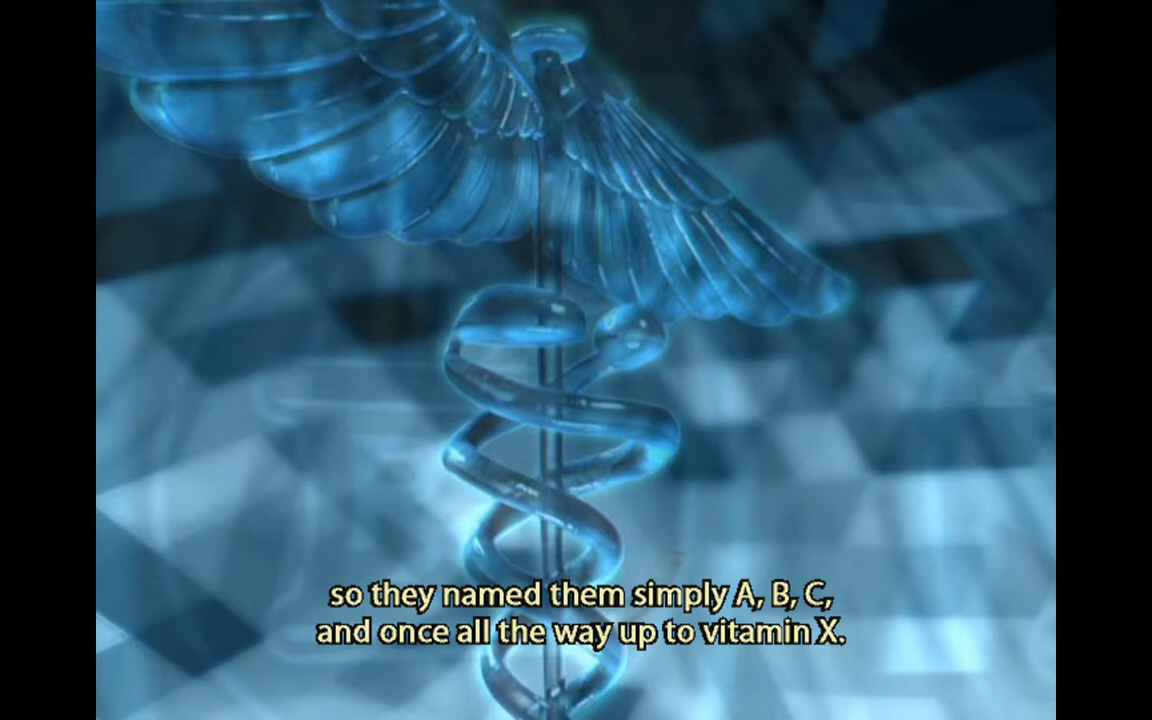 so they named them simply A, B, C,
and once all the way up to vitamin X.